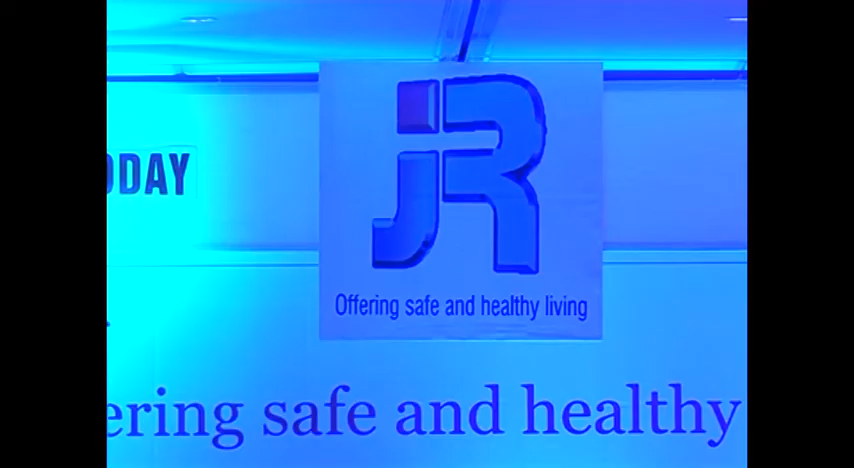 ODAY
jR
Offering safe and healthy living
ering safe and healthy